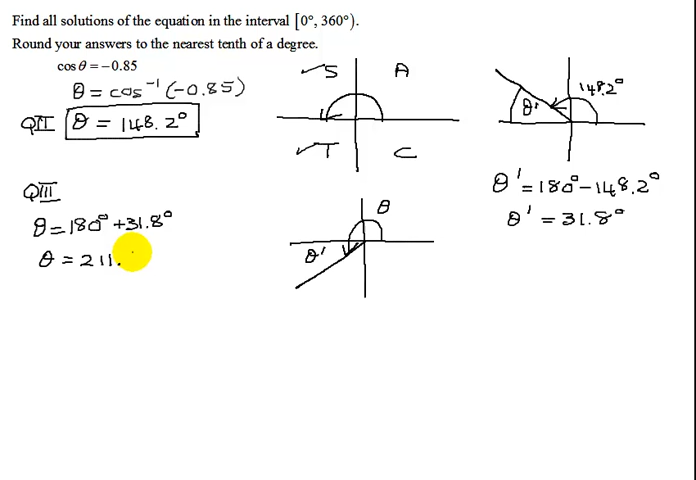 Find all solutions of the equation in the interval [0°, 360°).
Round your answers to the nearest tenth of a degree.
cos θ = −0.85
θ = cos⁻¹(−0.85)
QII θ = 148.2°
S A
T C
148.2°
θ'
θ' = 180° − 148.2°
θ' = 31.8°
QIII
θ = 180° + 31.8°
θ = 211.
θ
θ'